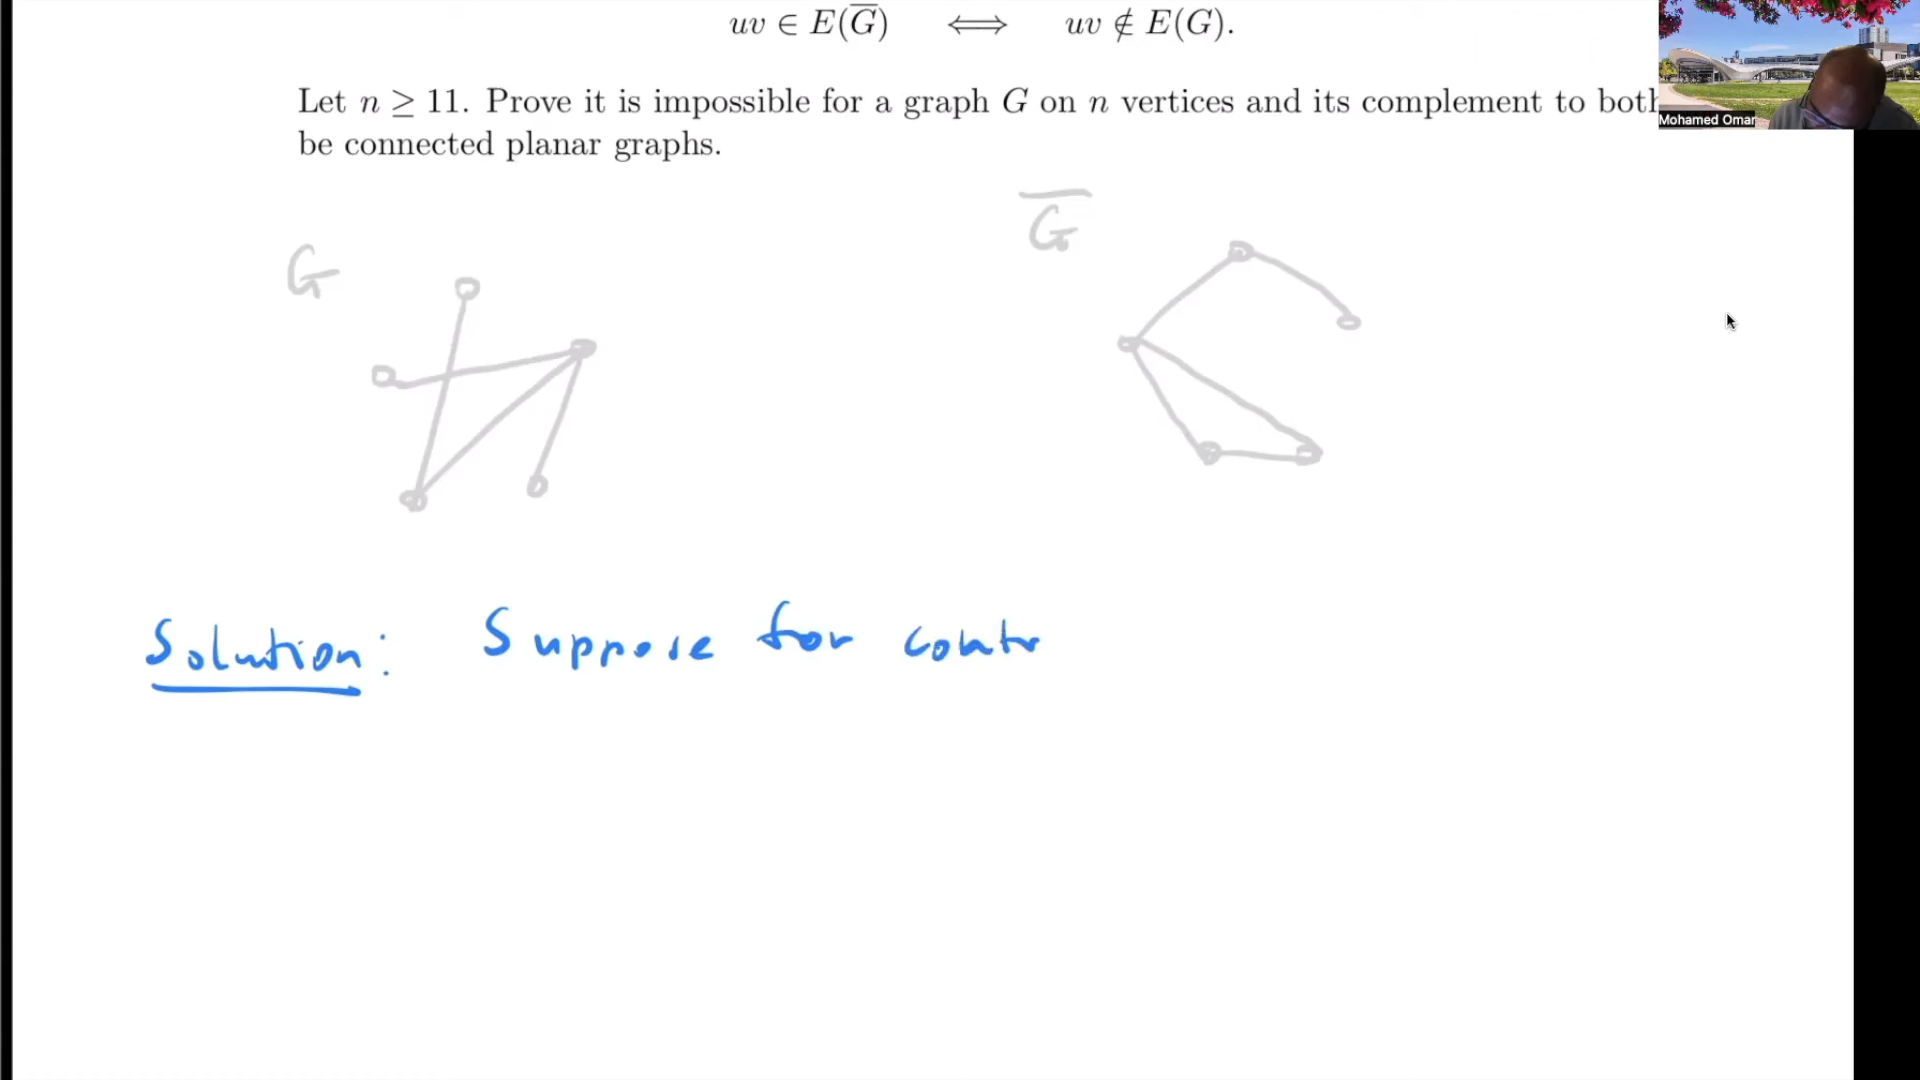 uv ∈ E(G̅) ⟺ uv ∉ E(G).
Let n ≥ 11. Prove it is impossible for a graph G on n vertices and its complement to both
be connected planar graphs.
Mohamed Omar
G̅
G
Solution: Suppose for contr